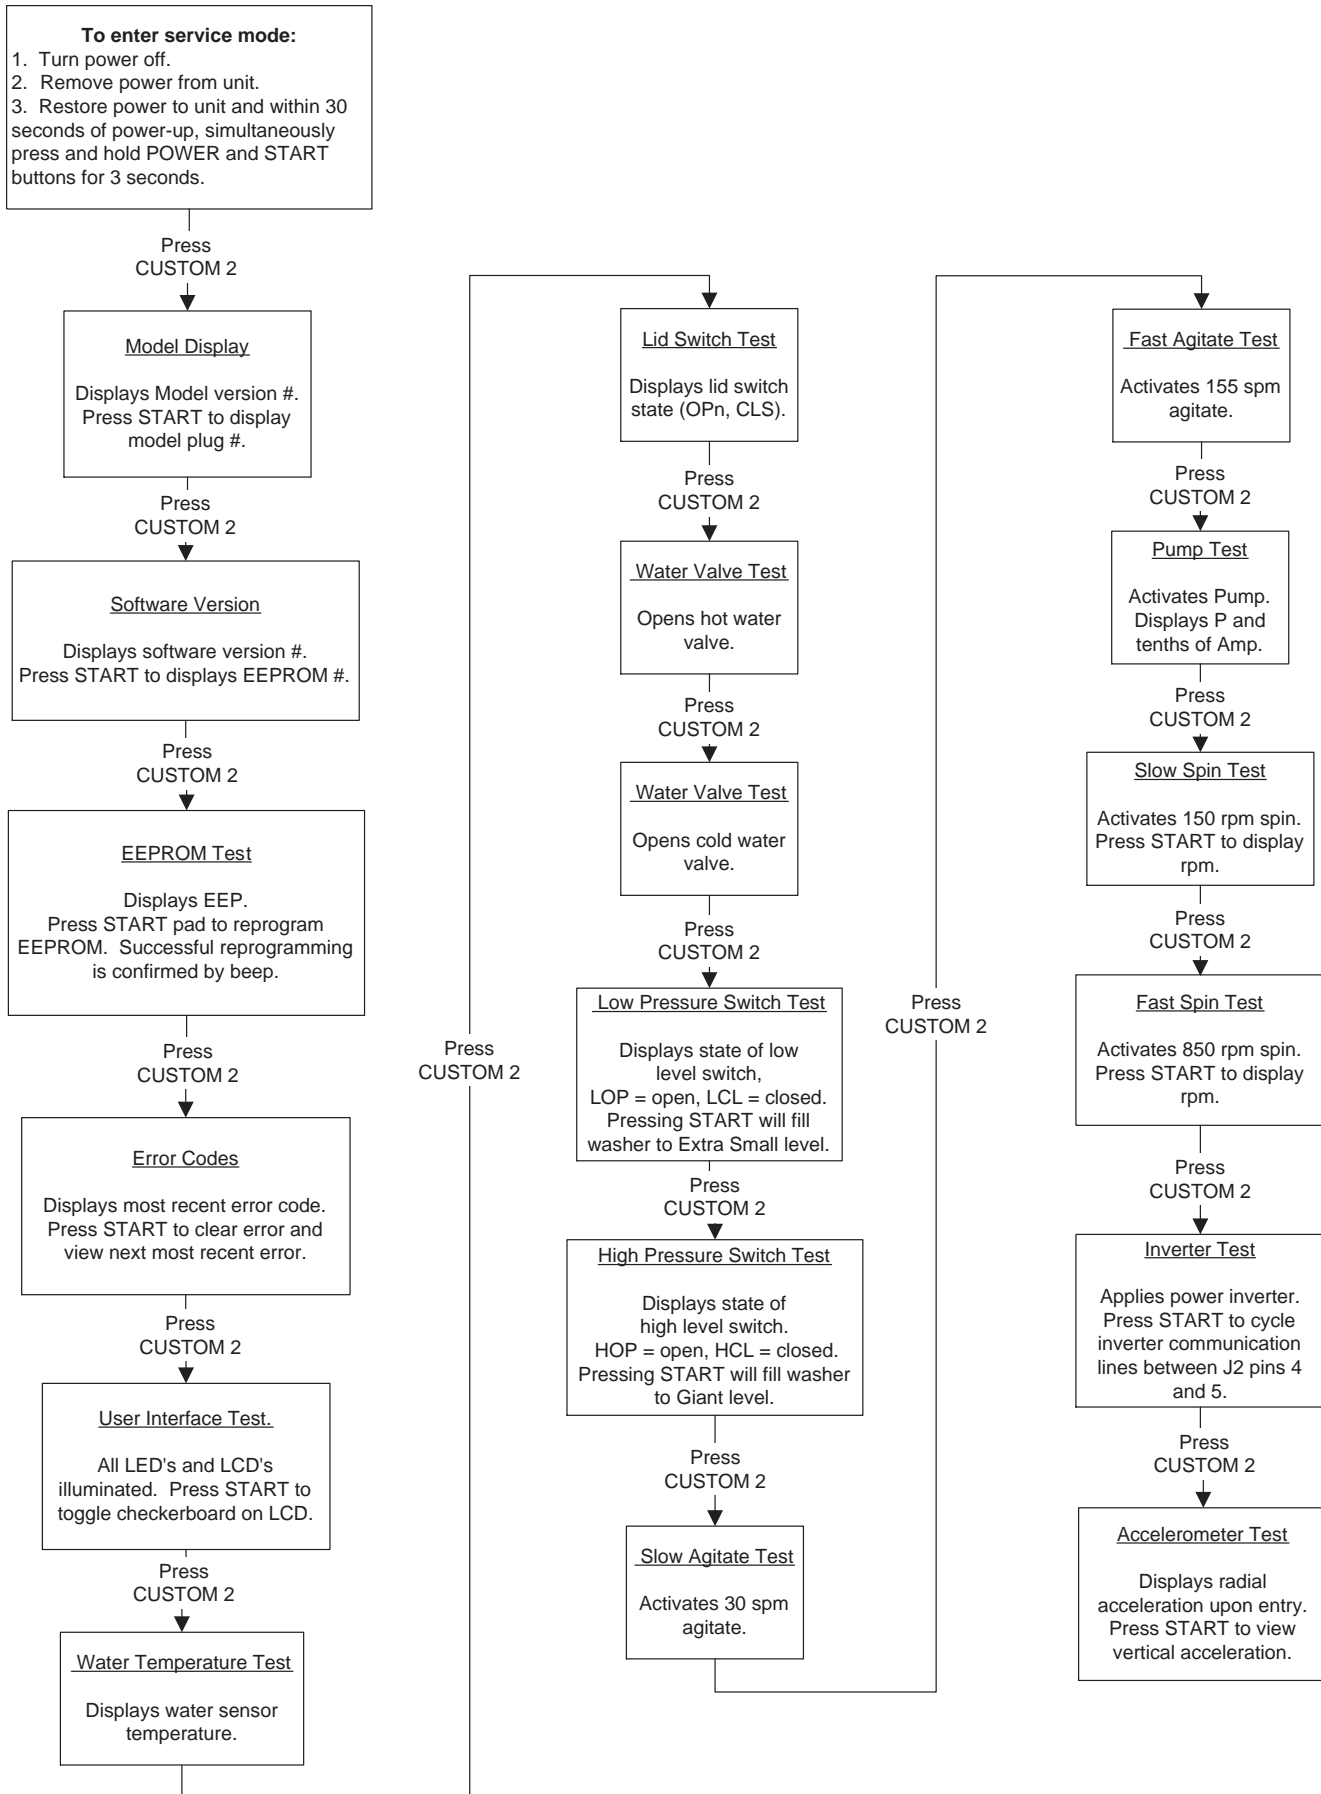 To enter service mode:
1. Turn power off.
2. Remove power from unit.
3. Restore power to unit and within 30
seconds of power-up, simultaneously
press and hold POWER and START
buttons for 3 seconds.
Press
CUSTOM 2
Model Display
Displays Model version #.
Press START to display
model plug #.
Press
CUSTOM 2
Software Version
Displays software version #.
Press START to displays EEPROM #.
Press
CUSTOM 2
EEPROM Test
Displays EEP.
Press START pad to reprogram
EEPROM. Successful reprogramming
is confirmed by beep.
Press
CUSTOM 2
Error Codes
Displays most recent error code.
Press START to clear error and
view next most recent error.
Press
CUSTOM 2
User Interface Test.
All LED's and LCD's
illuminated. Press START to
toggle checkerboard on LCD.
Press
CUSTOM 2
Water Temperature Test
Displays water sensor
temperature.
Press
CUSTOM 2
Lid Switch Test
Displays lid switch
state (OPn, CLS).
Press
CUSTOM 2
Water Valve Test
Opens hot water
valve.
Press
CUSTOM 2
Water Valve Test
Opens cold water
valve.
Press
CUSTOM 2
Low Pressure Switch Test
Displays state of low
level switch,
LOP = open, LCL = closed.
Pressing START will fill
washer to Extra Small level.
Press
CUSTOM 2
High Pressure Switch Test
Displays state of
high level switch.
HOP = open, HCL = closed.
Pressing START will fill washer
to Giant level.
Press
CUSTOM 2
Slow Agitate Test
Activates 30 spm
agitate.
Press
CUSTOM 2
Fast Agitate Test
Activates 155 spm
agitate.
Press
CUSTOM 2
Pump Test
Activates Pump.
Displays P and
tenths of Amp.
Press
CUSTOM 2
Slow Spin Test
Activates 150 rpm spin.
Press START to display
rpm.
Press
CUSTOM 2
Fast Spin Test
Activates 850 rpm spin.
Press START to display
rpm.
Press
CUSTOM 2
Inverter Test
Applies power inverter.
Press START to cycle
inverter communication
lines between J2 pins 4
and 5.
Press
CUSTOM 2
Accelerometer Test
Displays radial
acceleration upon entry.
Press START to view
vertical acceleration.